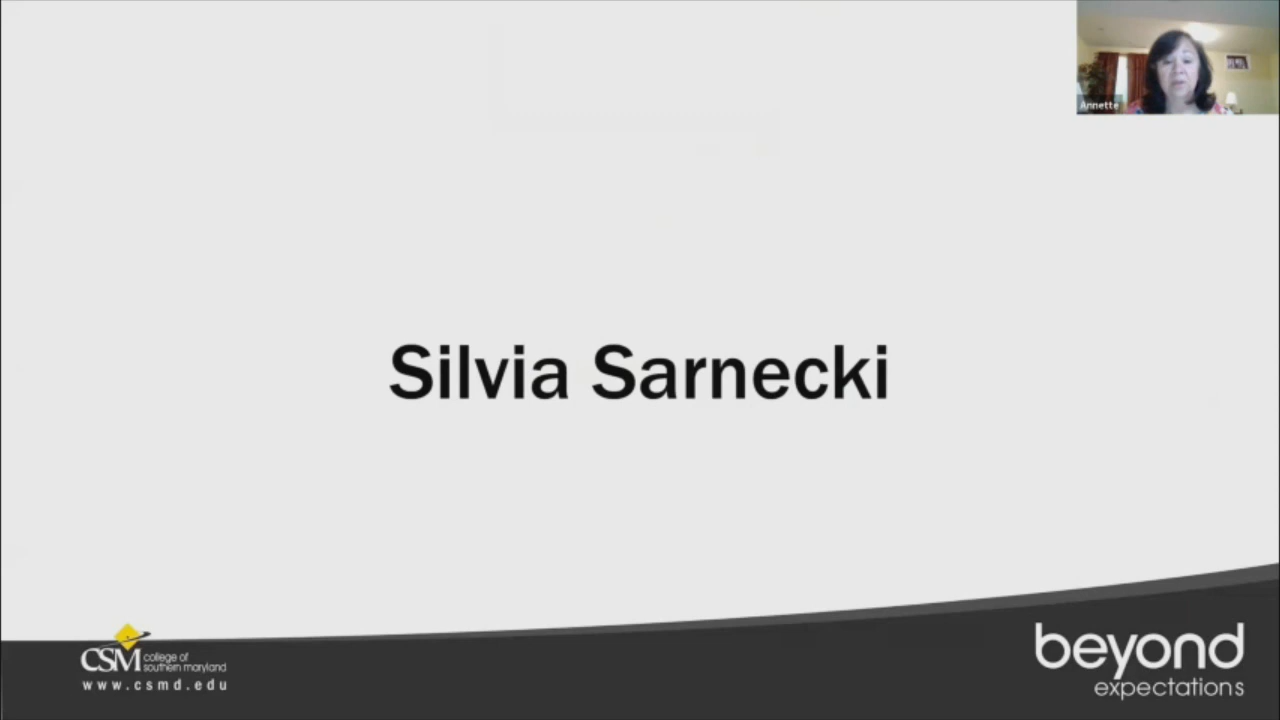 Annette
Silvia Sarnecki
CSM college of
southern maryland
www.csmd.edu
beyond
expectations